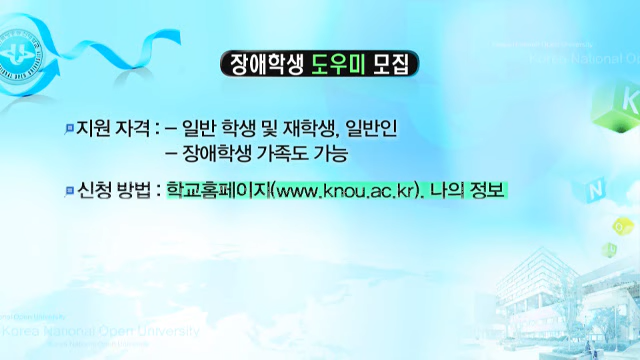 장애학생 도우미 모집
지원 자격 : – 일반 학생 및 재학생, 일반인
– 장애학생 가족도 가능
신청 방법 : 학교홈페이지(www.knou.ac.kr). 나의 정보
Korea National Op
K
N
O
U
Korea National Open University